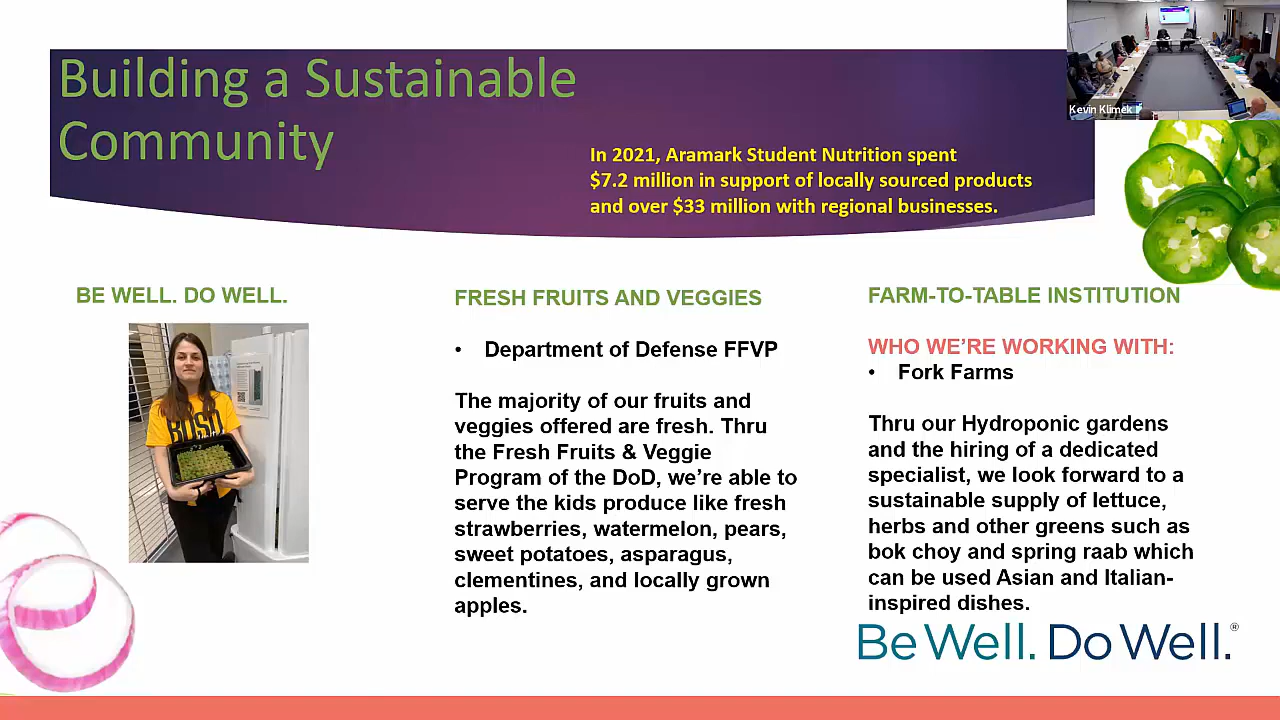 Building a Sustainable
Community
In 2021, Aramark Student Nutrition spent
$7.2 million in support of locally sourced products
and over $33 million with regional businesses.
Kevin Klimek
BE WELL. DO WELL.
BDSD
FRESH FRUITS AND VEGGIES
• Department of Defense FFVP
The majority of our fruits and
veggies offered are fresh. Thru
the Fresh Fruits & Veggie
Program of the DoD, we’re able to
serve the kids produce like fresh
strawberries, watermelon, pears,
sweet potatoes, asparagus,
clementines, and locally grown
apples.
FARM-TO-TABLE INSTITUTION
WHO WE’RE WORKING WITH:
• Fork Farms
Thru our Hydroponic gardens
and the hiring of a dedicated
specialist, we look forward to a
sustainable supply of lettuce,
herbs and other greens such as
bok choy and spring raab which
can be used Asian and Italian-
inspired dishes.
Be Well. Do Well.®